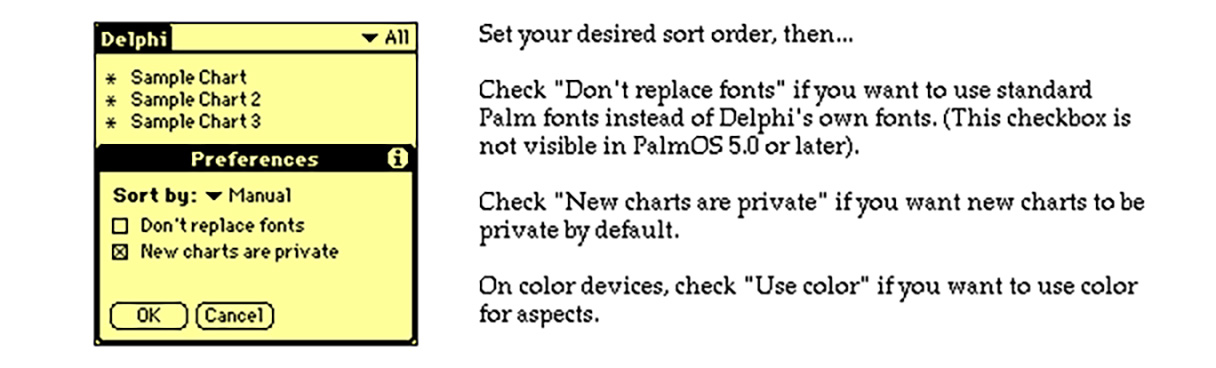 Delphi
All
* Sample Chart
* Sample Chart 2
* Sample Chart 3
Preferences
i
Sort by: Manual
Don't replace fonts
New charts are private
OK
Cancel
Set your desired sort order, then...
Check "Don't replace fonts" if you want to use standard
Palm fonts instead of Delphi's own fonts. (This checkbox is
not visible in PalmOS 5.0 or later).
Check "New charts are private" if you want new charts to be
private by default.
On color devices, check "Use color" if you want to use color
for aspects.